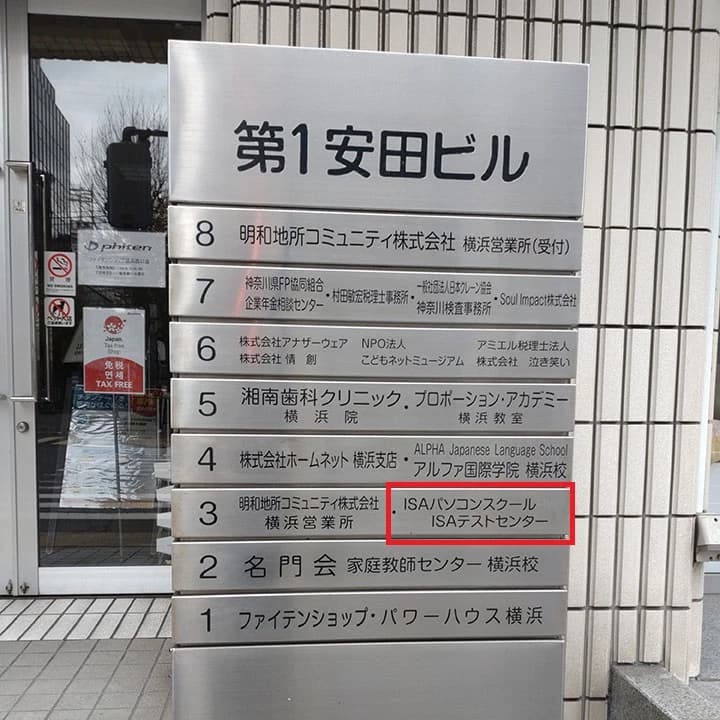 第1安田ビル
8 明和地所コミュニティ株式会社 横浜営業所(受付)
7 神奈川県FP協同組合 企業年金相談センター・村田敏宏税理士事務所・一般社団法人日本クレーン協会 神奈川検査事務所・Soul Impact株式会社
6 株式会社アナザーウェア NPO法人 アミエル税理士法人
株式会社 情創 こどもネットミュージアム 株式会社 泣き笑い
5 湘南歯科クリニック 横浜院・プロポーション・アカデミー 横浜教室
4 株式会社ホームネット 横浜支店・ALPHA Japanese Language School
アルファ国際学院 横浜校
3 明和地所コミュニティ株式会社 横浜営業所・ISAパソコンスクール
ISAテストセンター
2 名門会 家庭教師センター 横浜校
1 ファイテンショップ・パワーハウス横浜
phiten
禁煙
NO SMOKING
Japan.
Tax-free
Shop
免税
면세
TAX FREE